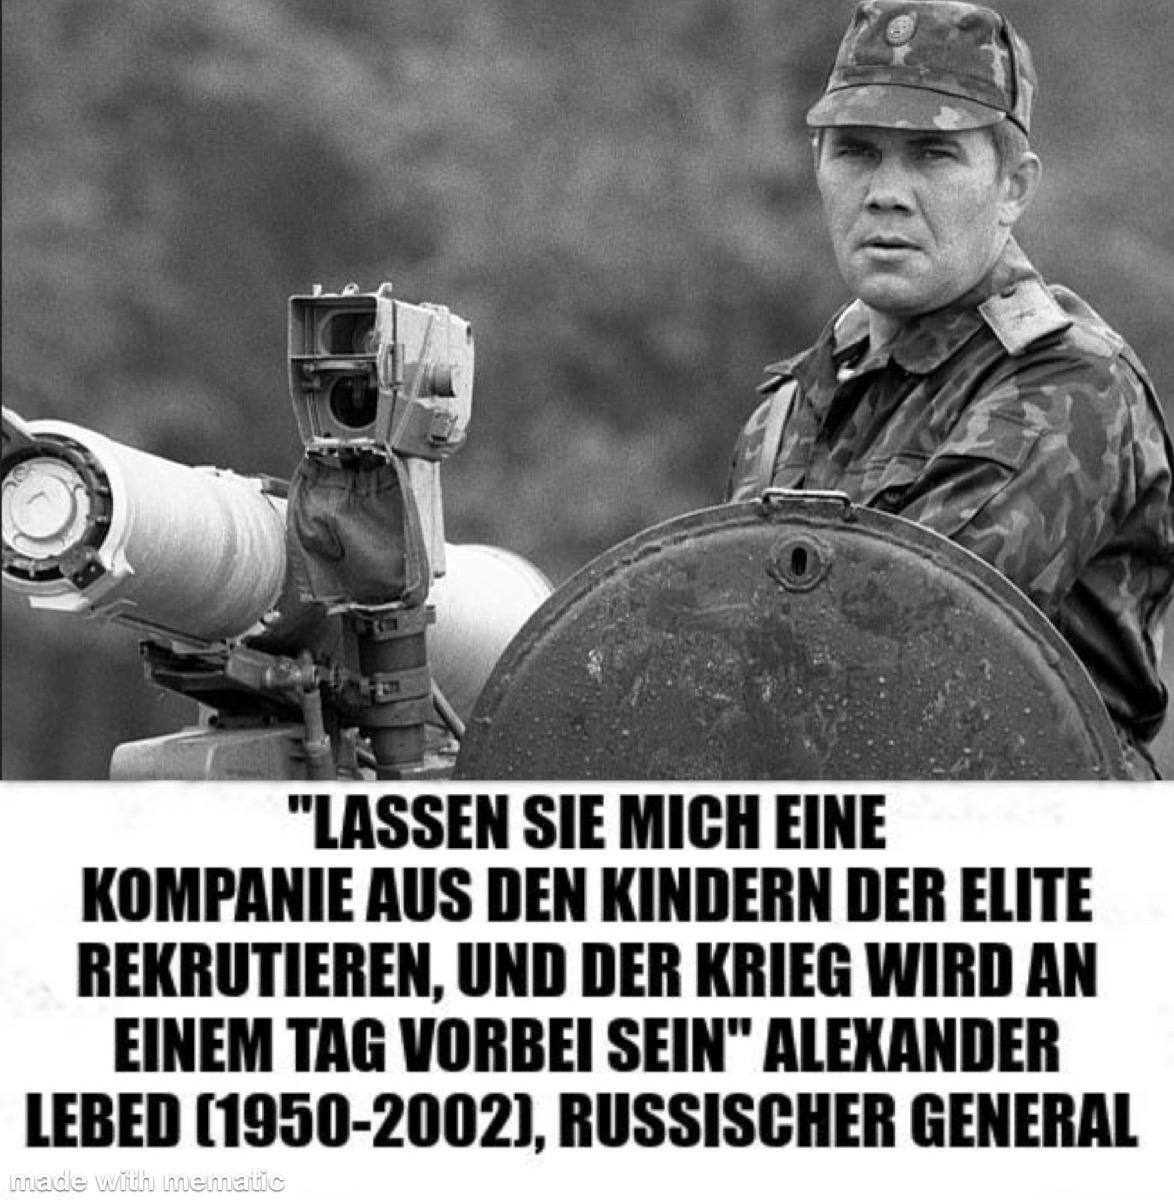 "LASSEN SIE MICH EINE
KOMPANIE AUS DEN KINDERN DER ELITE
REKRUTIEREN, UND DER KRIEG WIRD AN
EINEM TAG VORBEI SEIN" ALEXANDER
LEBED (1950-2002), RUSSISCHER GENERAL
made with mematic